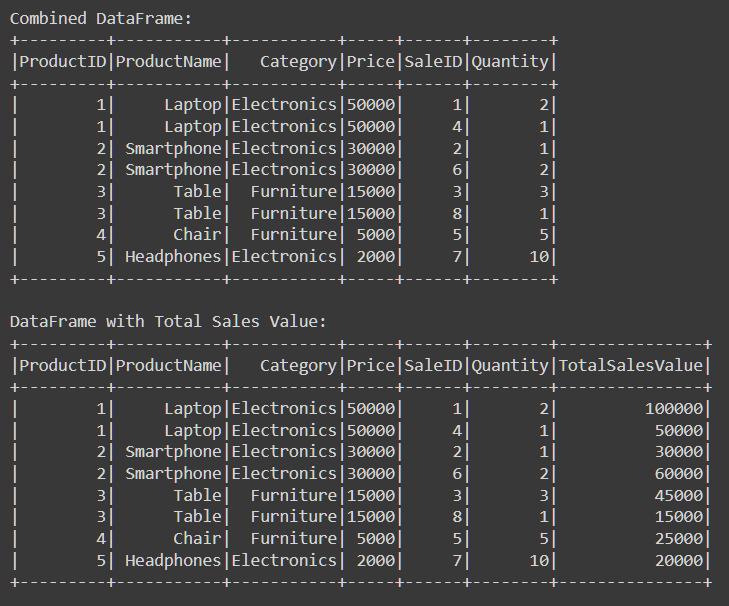 Combined DataFrame:
+---------+-----------+-----------+-----+------+--------+
|ProductID|ProductName|   Category|Price|SaleID|Quantity|
+---------+-----------+-----------+-----+------+--------+
|        1|     Laptop|Electronics|50000|     1|       2|
|        1|     Laptop|Electronics|50000|     4|       1|
|        2| Smartphone|Electronics|30000|     2|       1|
|        2| Smartphone|Electronics|30000|     6|       2|
|        3|      Table|  Furniture|15000|     3|       3|
|        3|      Table|  Furniture|15000|     8|       1|
|        4|      Chair|  Furniture| 5000|     5|       5|
|        5| Headphones|Electronics| 2000|     7|      10|
+---------+-----------+-----------+-----+------+--------+

DataFrame with Total Sales Value:
+---------+-----------+-----------+-----+------+--------+---------------+
|ProductID|ProductName|   Category|Price|SaleID|Quantity|TotalSalesValue|
+---------+-----------+-----------+-----+------+--------+---------------+
|        1|     Laptop|Electronics|50000|     1|       2|         100000|
|        1|     Laptop|Electronics|50000|     4|       1|          50000|
|        2| Smartphone|Electronics|30000|     2|       1|          30000|
|        2| Smartphone|Electronics|30000|     6|       2|          60000|
|        3|      Table|  Furniture|15000|     3|       3|          45000|
|        3|      Table|  Furniture|15000|     8|       1|          15000|
|        4|      Chair|  Furniture| 5000|     5|       5|          25000|
|        5| Headphones|Electronics| 2000|     7|      10|          20000|
+---------+-----------+-----------+-----+------+--------+---------------+